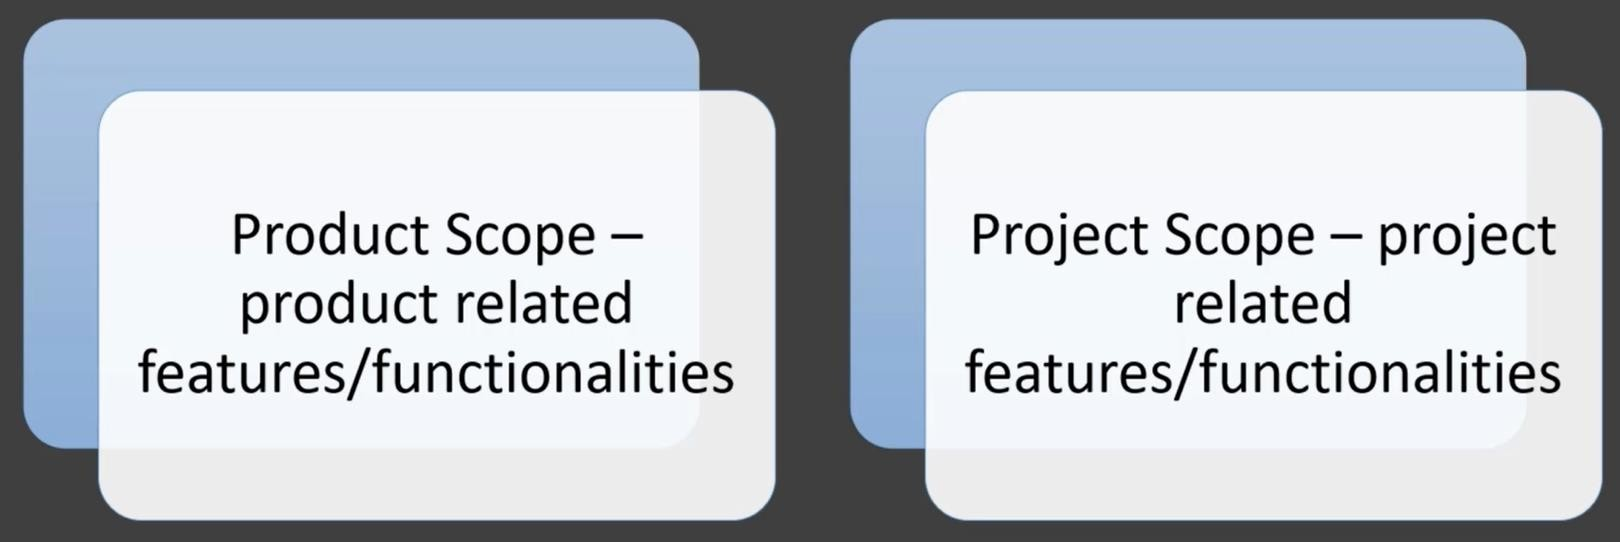 Product Scope –
product related
features/functionalities
Project Scope – project
related
features/functionalities